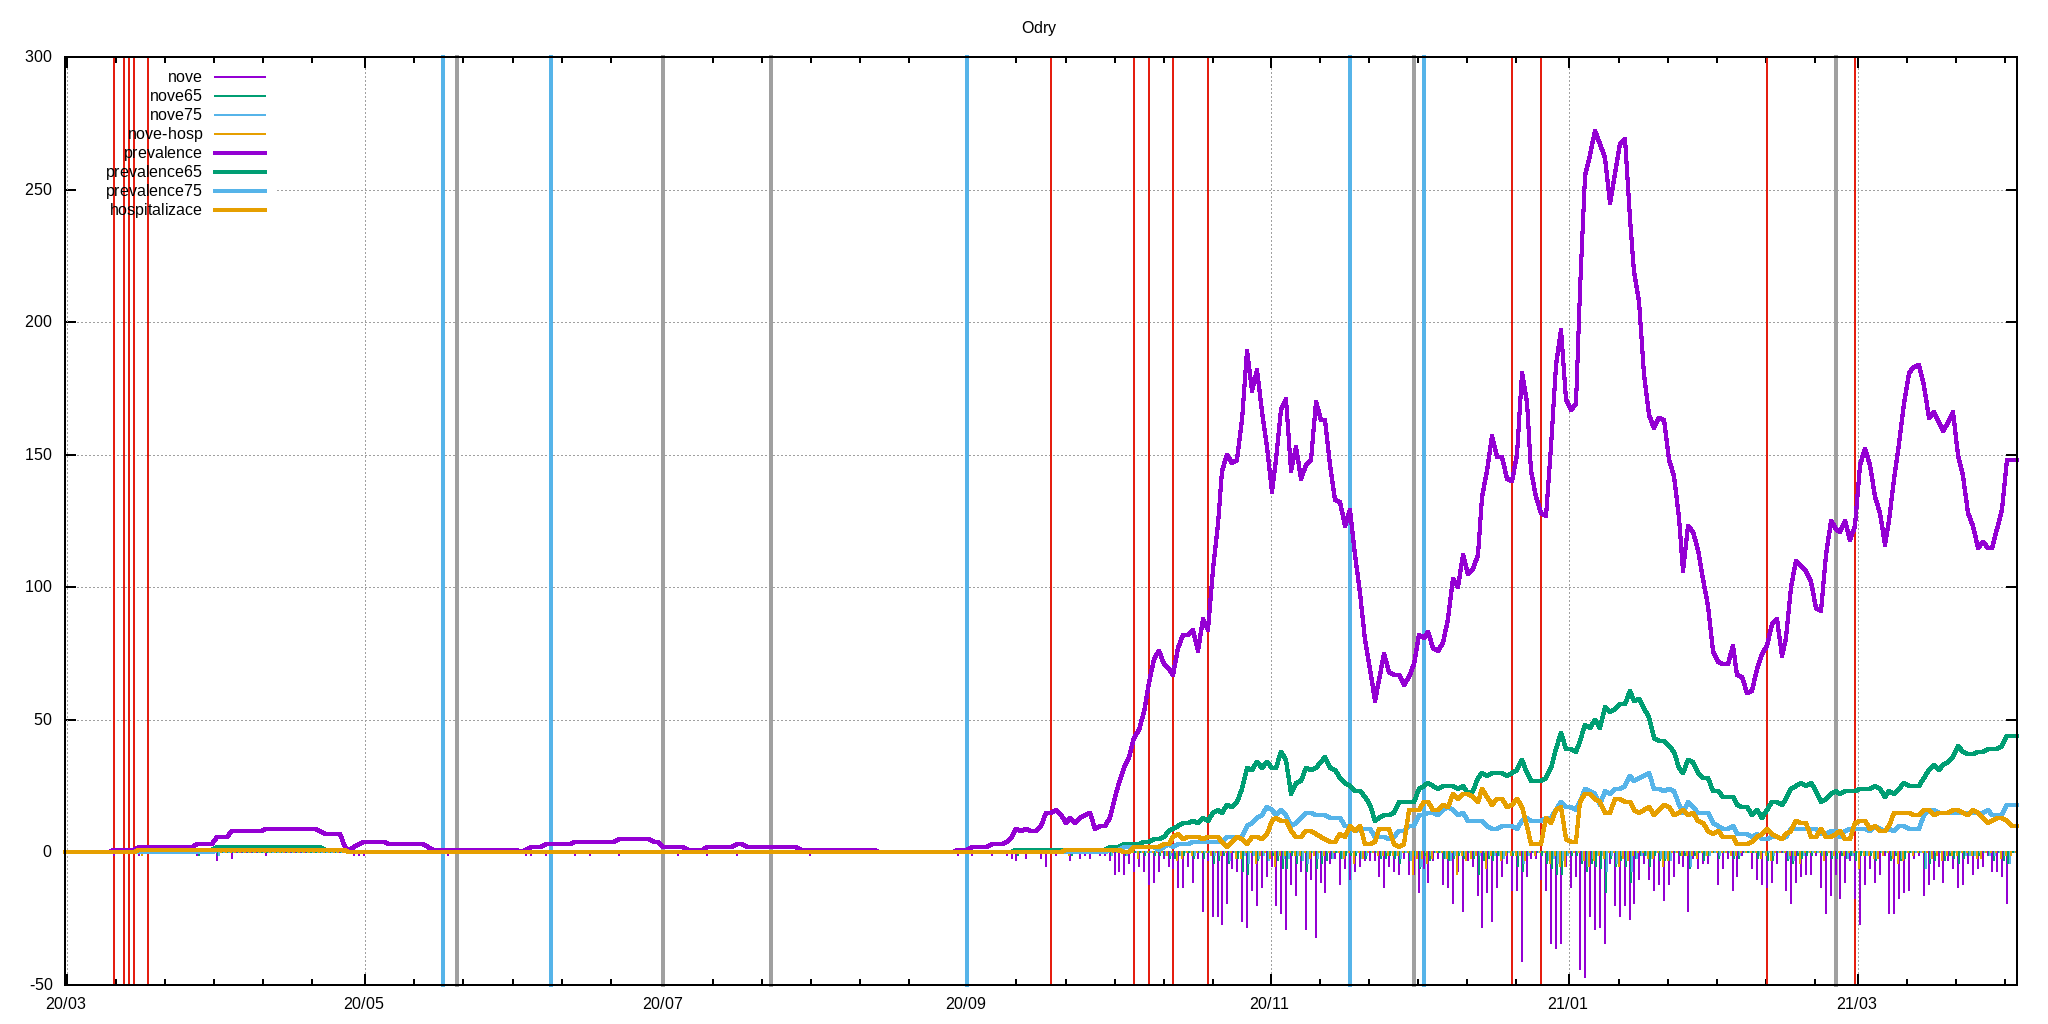 Odry
300
250
200
150
100
50
0
-50
nove
nove65
nove75
nove-hosp
prevalence
prevalence65
prevalence75
hospitalizace
20/03 20/05 20/07 20/09 20/11 21/01 21/03